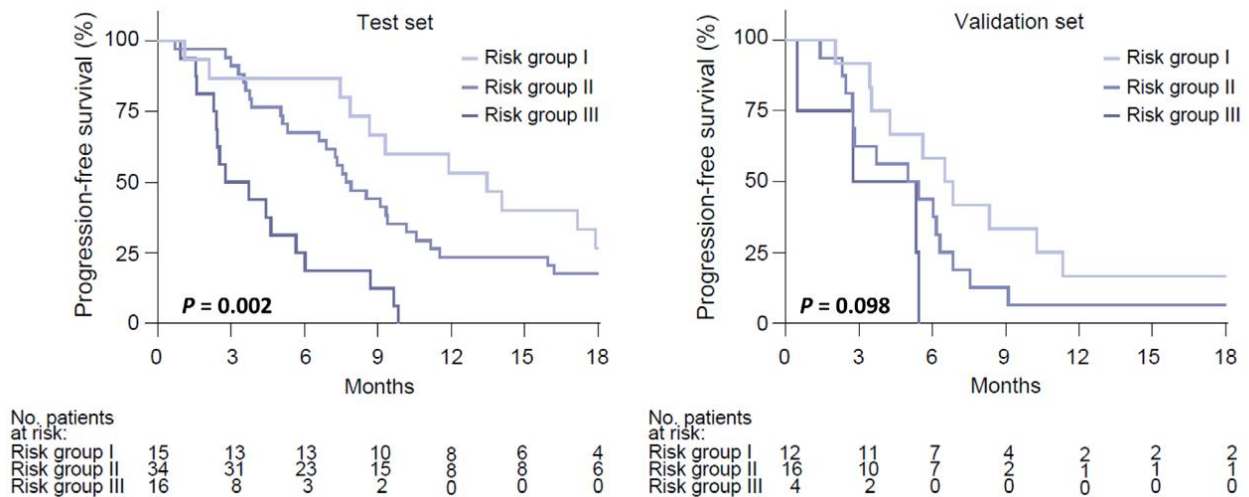 Test set
Progression-free survival (%)
100
75
50
25
0
Risk group I
Risk group II
Risk group III
P = 0.002
0 3 6 9 12 15 18
Months
No. patients
at risk:
Risk group I 15 13 13 10 8 6 4
Risk group II 34 31 23 15 8 8 6
Risk group III 16 8 3 2 0 0 0
Validation set
Progression-free survival (%)
100
75
50
25
0
Risk group I
Risk group II
Risk group III
P = 0.098
0 3 6 9 12 15 18
Months
No. patients
at risk:
Risk group I 12 11 7 4 2 2 2
Risk group II 16 10 7 2 1 1 1
Risk group III 4 2 0 0 0 0 0